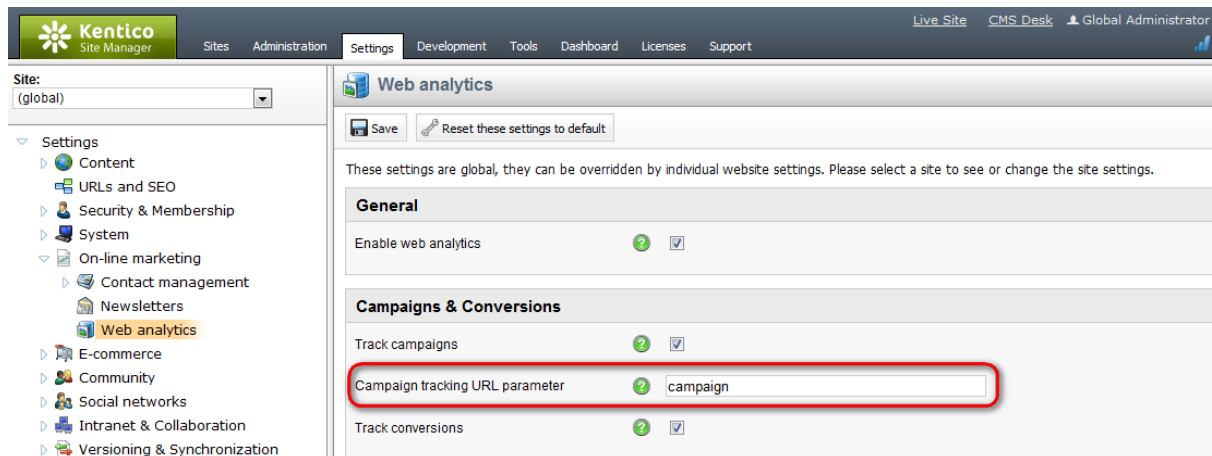 Live Site CMS Desk Global Administrator
Kentico
Site Manager
Sites Administration Settings Development Tools Dashboard Licenses Support
Site:
(global)
Settings
Content
URLs and SEO
Security & Membership
System
On-line marketing
Contact management
Newsletters
Web analytics
E-commerce
Community
Social networks
Intranet & Collaboration
Versioning & Synchronization
Web analytics
Save Reset these settings to default
These settings are global, they can be overridden by individual website settings. Please select a site to see or change the site settings.
General
Enable web analytics ?
Campaigns & Conversions
Track campaigns ?
Campaign tracking URL parameter ? campaign
Track conversions ?